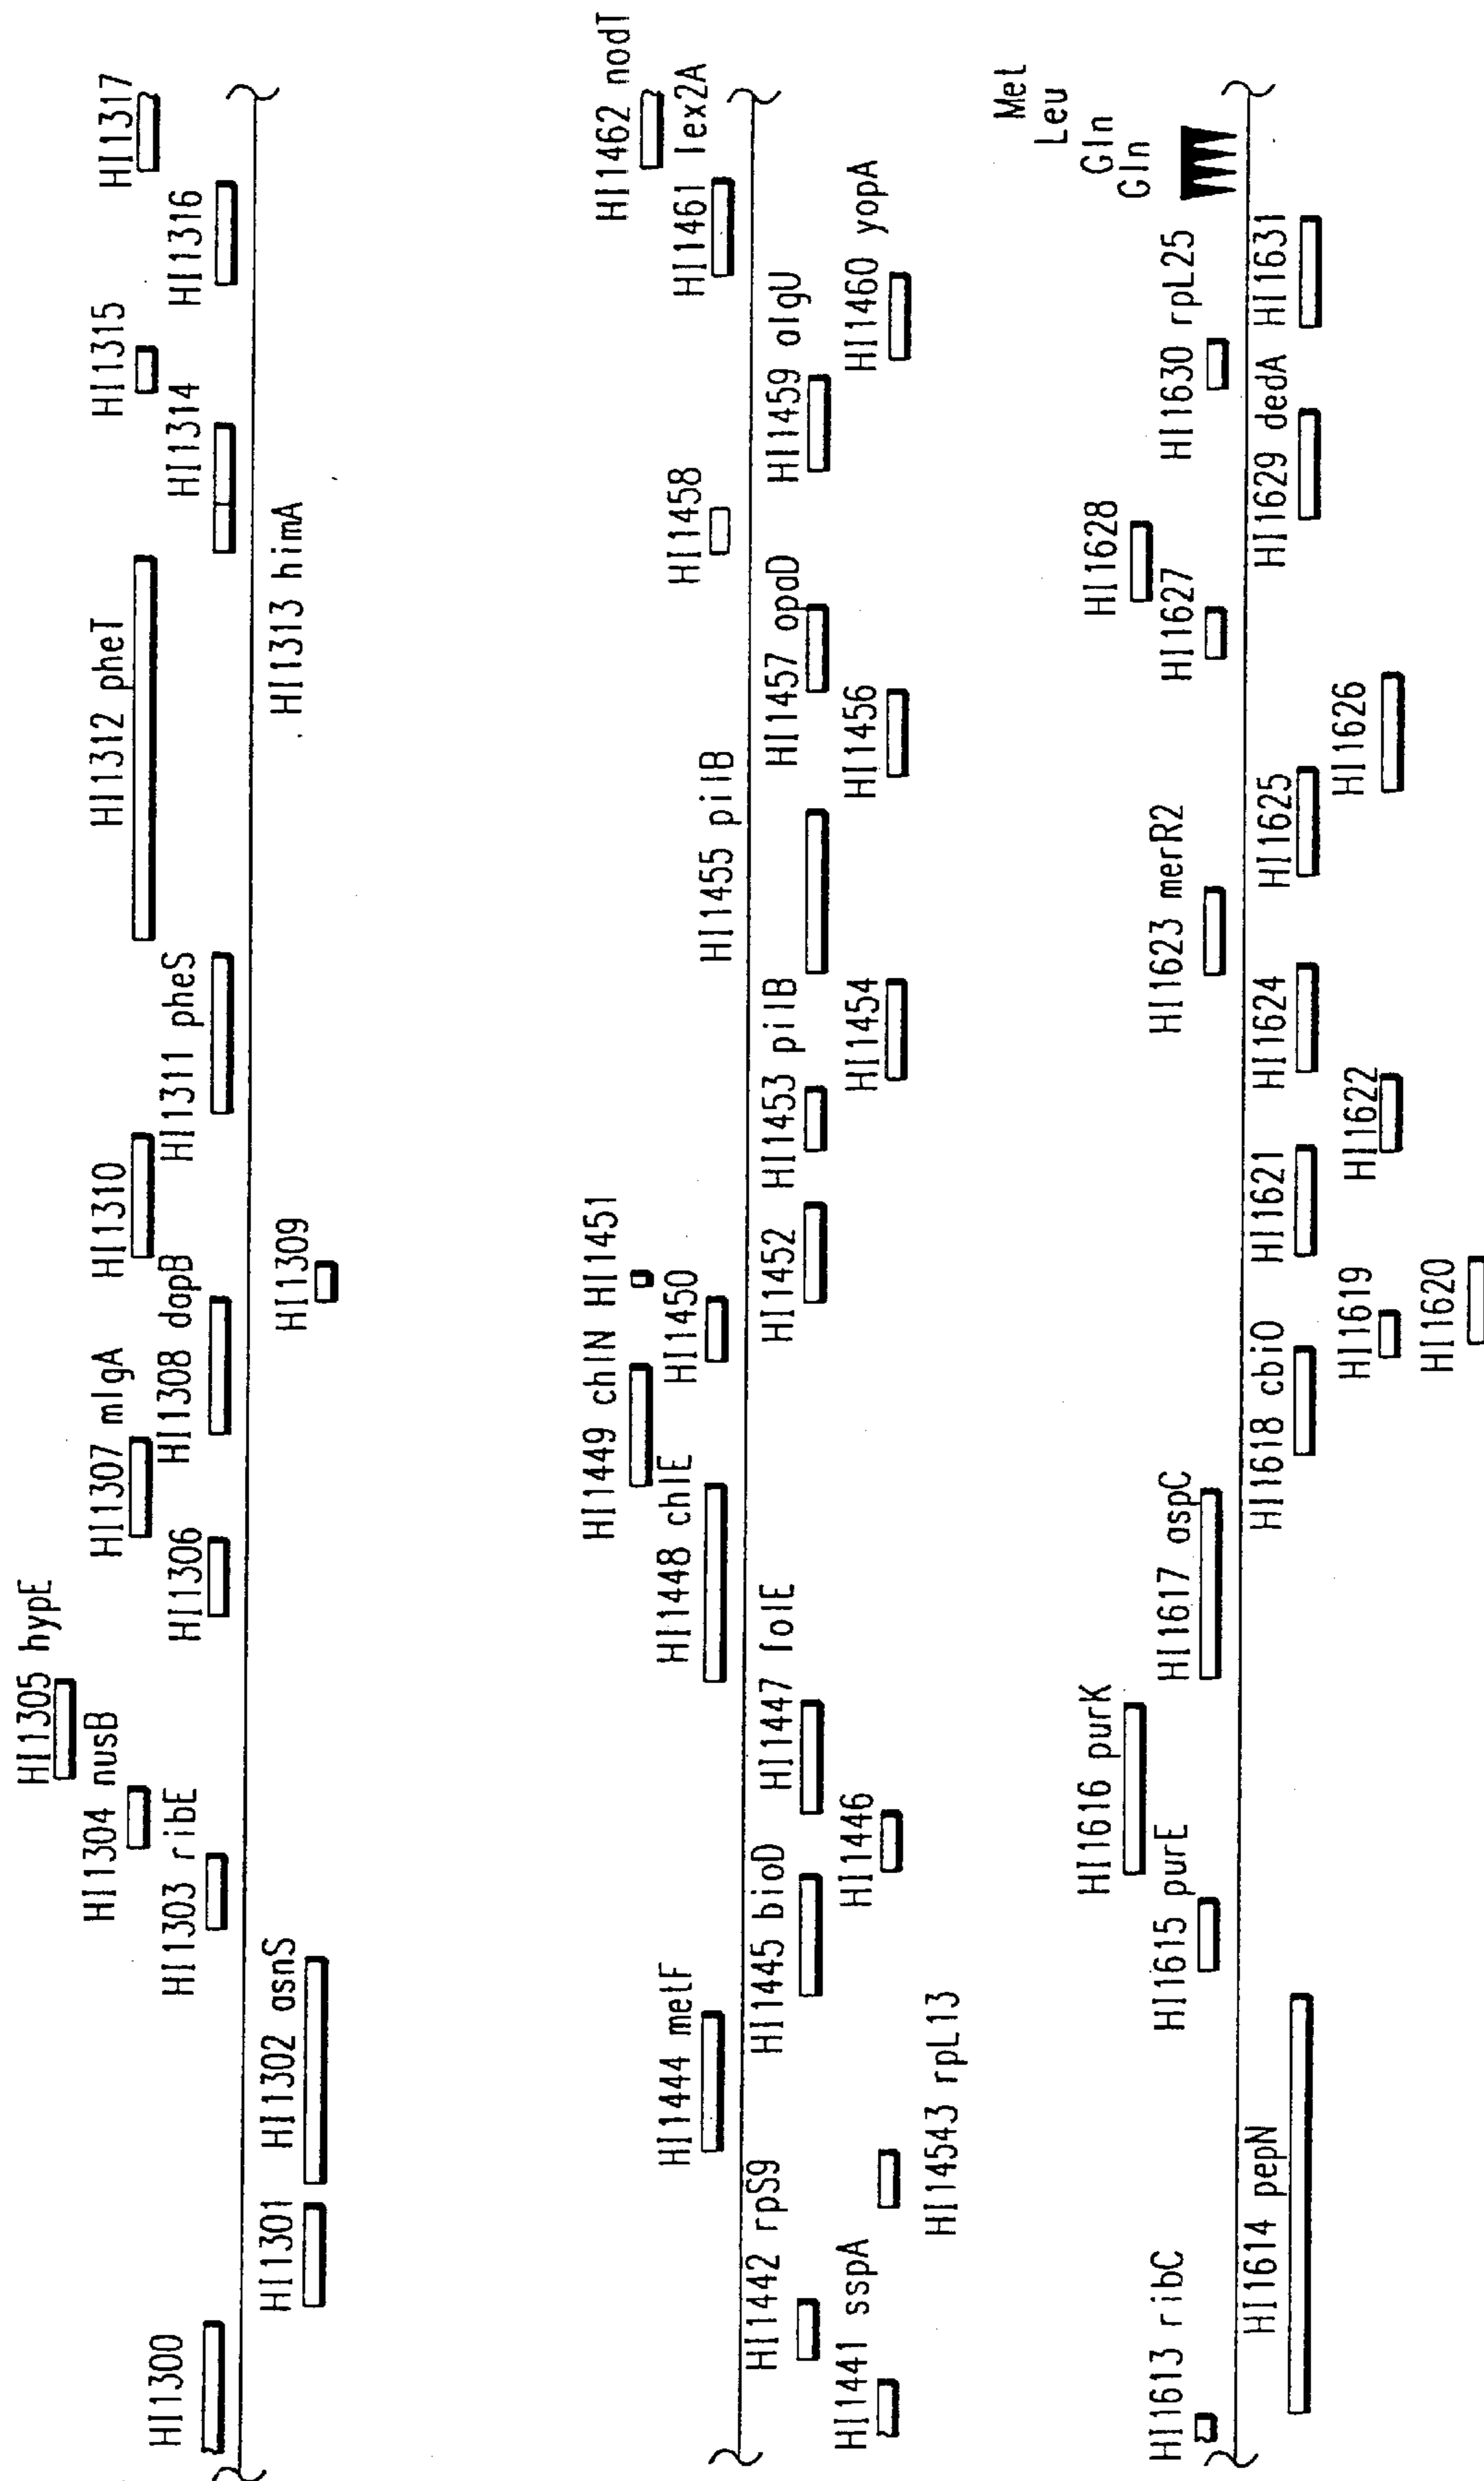 HI1300
HI1301
HI1302 asnS
HI1303 ribE
HI1304 nusB
HI1305 hypE
HI1306
HI1307 mlgA
HI1308 dapB
HI1309
HI1310
HI1311 pheS
HI1312 pheT
HI1313 himA
HI1314
HI1315
HI1316
HI1317
HI1441 sspA
HI1442 rpS9
HI14543 rpL13
HI1444 metF
HI1445 bioD
HI1446
HI1447 folE
HI1448 chlE
HI1449 chlN
HI1450
HI1451
HI1452
HI1453 pilB
HI1454
HI1455 pilB
HI1456
HI1457 opaD
HI1458
HI1459 algU
HI1460 yopA
HI1461 lex2A
HI1462 nodT
HI1613 ribC
HI1614 pepN
HI1615 purE
HI1616 purK
HI1617 aspC
HI1618 cbiO
HI1619
HI1620
HI1621
HI1622
HI1623 merR2
HI1624
HI1625
HI1626
HI1627
HI1628
HI1629 dedA
HI1630 rpL25
HI1631
Gln
Gln
Leu
Met